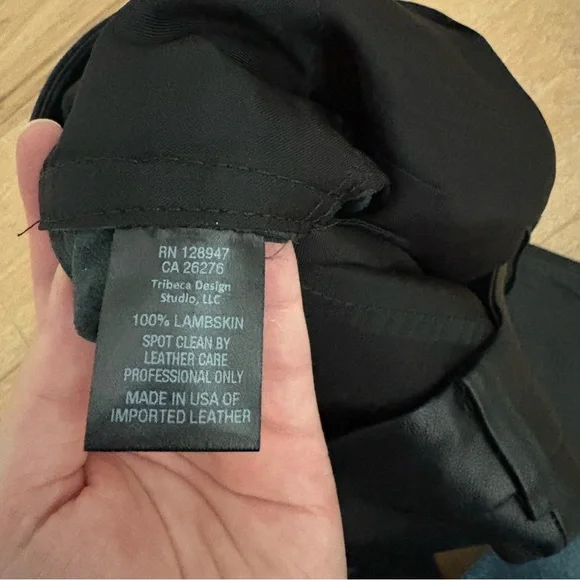 RN 128947
CA 26276
Tribeca Design
Studio, LLC
100% LAMBSKIN
SPOT CLEAN BY
LEATHER CARE
PROFESSIONAL ONLY
MADE IN USA OF
IMPORTED LEATHER